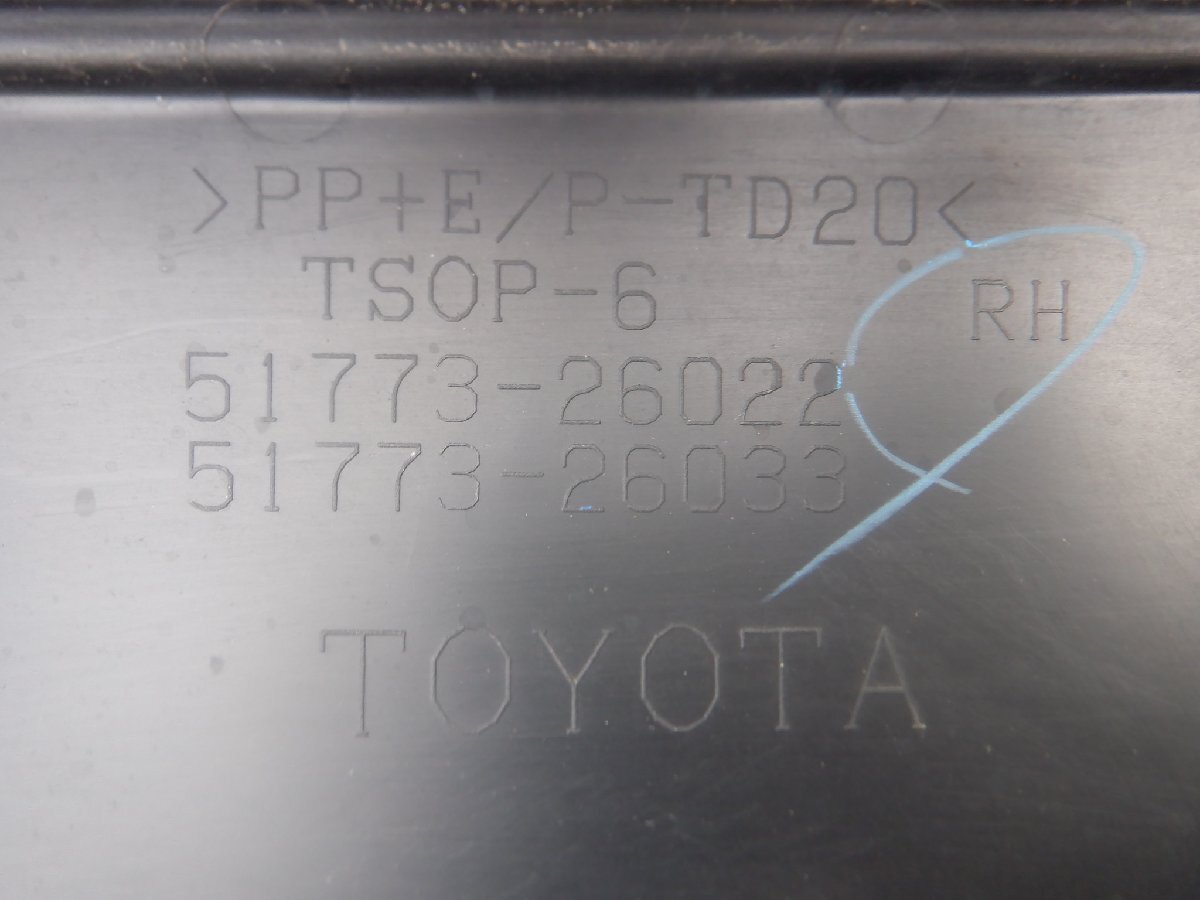 >PP+E/P-TD20<
TSOP-6
RH
51773-26022
51773-26033
TOYOTA